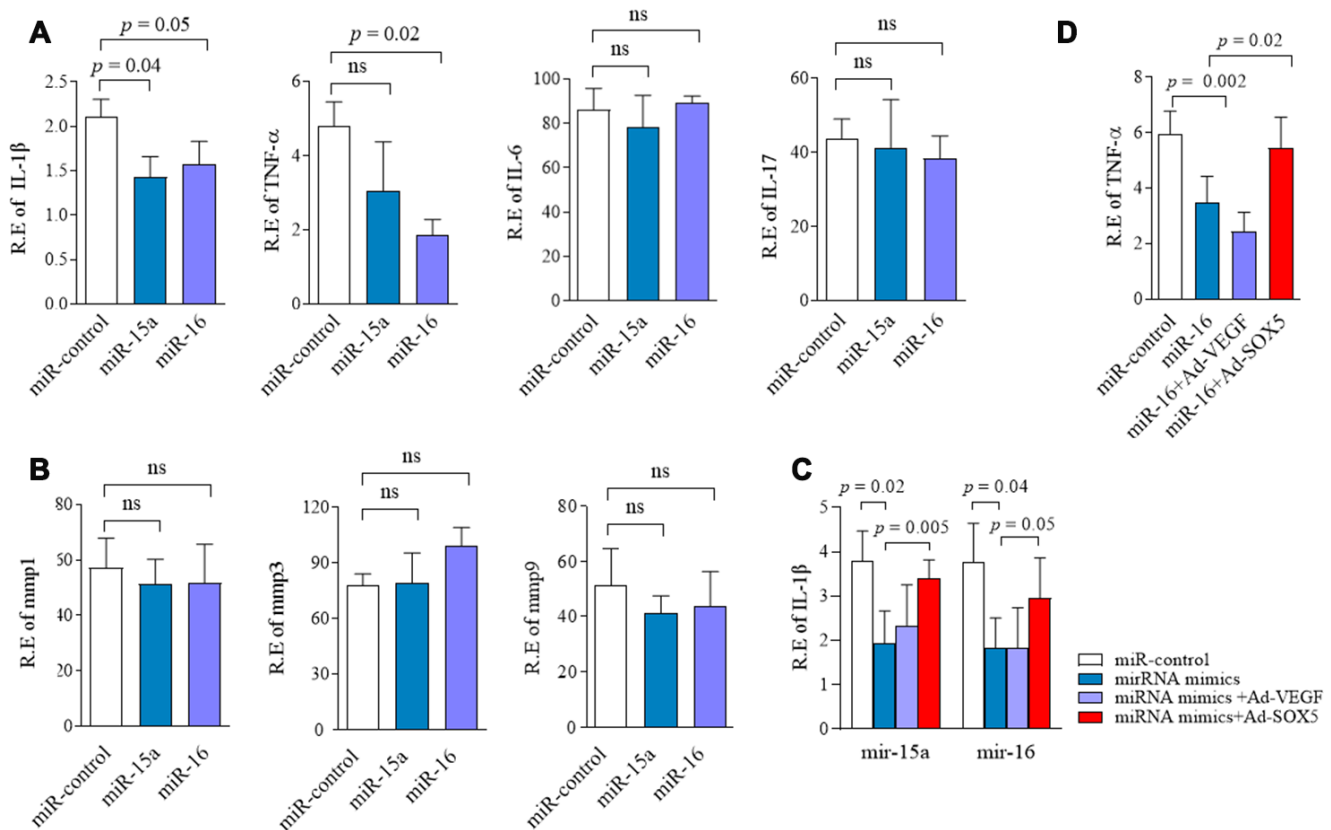 A
p = 0.05
p = 0.04
R.E of IL-1β
2.5
2.0
1.5
1.0
0.5
0.0
miR-control
miR-15a
miR-16
p = 0.02
ns
R.E of TNF-α
6
4
2
0
miR-control
miR-15a
miR-16
ns
ns
R.E of IL-6
100
80
60
40
20
0
miR-control
miR-15a
miR-16
ns
ns
R.E of IL-17
60
40
20
0
miR-control
miR-15a
miR-16
D
p = 0.02
p = 0.002
R.E of TNF-α
8
6
4
2
0
miR-control
miR-16
miR-16+Ad-VEGF
miR-16+Ad-SOX5
B
ns
ns
R.E of mmp1
80
60
40
20
0
miR-control
miR-15a
miR-16
ns
ns
R.E of mmp3
120
90
60
30
0
miR-control
miR-15a
miR-16
ns
ns
R.E of mmp9
80
60
40
20
0
miR-control
miR-15a
miR-16
C
p = 0.02
p = 0.04
p = 0.005
p = 0.05
R.E of IL-1β
5
4
3
2
1
0
mir-15a
mir-16
miR-control
mirRNA mimics
miRNA mimics +Ad-VEGF
miRNA mimics+Ad-SOX5